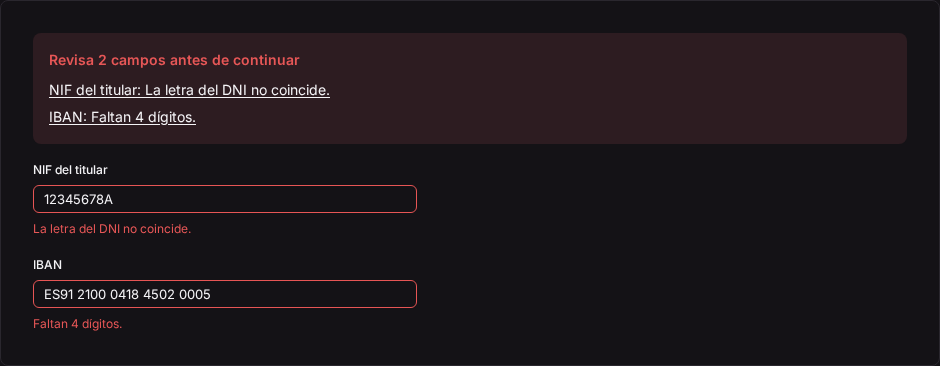 Revisa 2 campos antes de continuar
NIF del titular: La letra del DNI no coincide.
IBAN: Faltan 4 dígitos.
NIF del titular
12345678A
La letra del DNI no coincide.
IBAN
ES91 2100 0418 4502 0005
Faltan 4 dígitos.